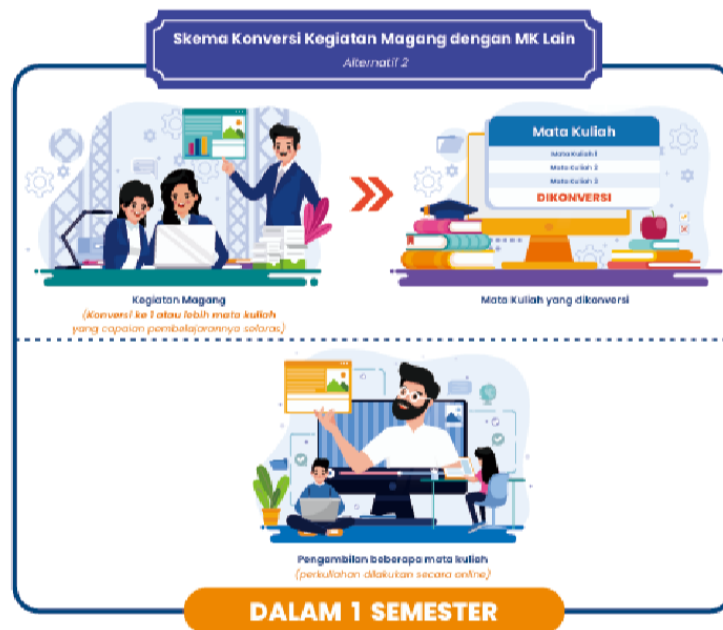 Skema Konversi Kegiatan Magang dengan MK Lain
Alternatif 2
Mata Kuliah
Mata Kuliah 1
Mata Kuliah 2
Mata Kuliah 3
DIKONVERSI
Kegiatan Magang
(Konversi ke 1 atau lebih mata kuliah
yang capaian pembelajarannya selaras)
Mata Kuliah yang dikonversi
Pengambilan beberapa mata kuliah
(perkuliahan dilakukan secara online)
DALAM 1 SEMESTER